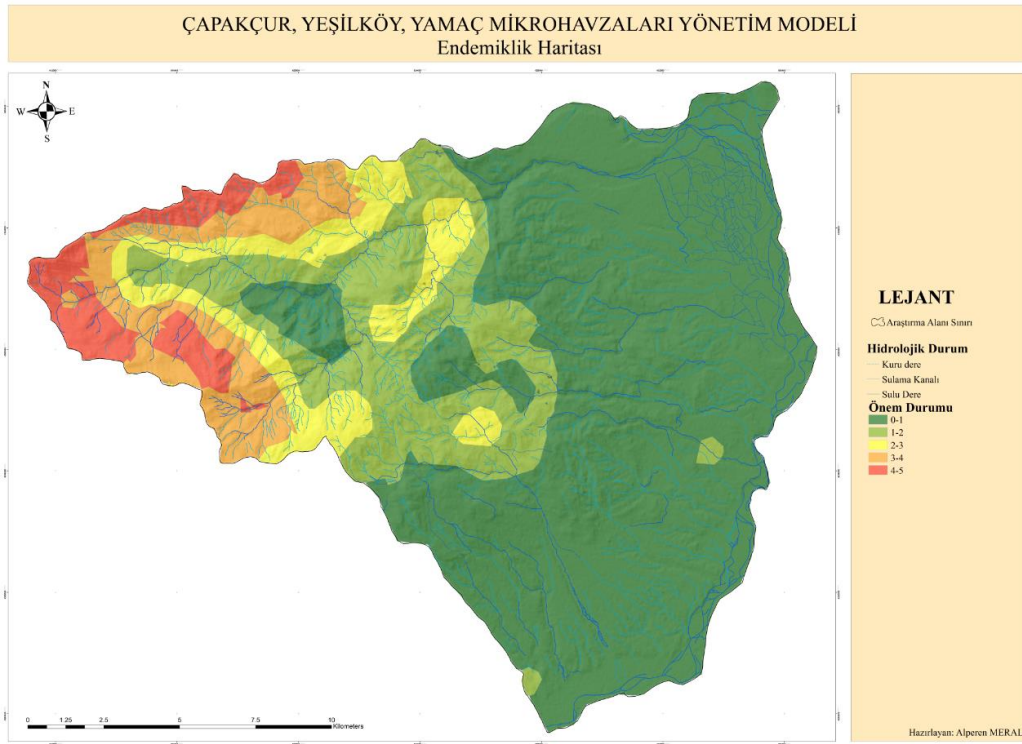 ÇAPAKÇUR, YEŞİLKÖY, YAMAÇ MİKROHAVZALARI YÖNETİM MODELİ
Endemiklik Haritası
N
W E
S
LEJANT
Araştırma Alanı Sınırı
Hidrolojik Durum
Kuru dere
Sulama Kanalı
Sulu Dere
Önem Durumu
0-1
1-2
2-3
3-4
4-5
0 1.25 2.5 5 7.5 10
Kilometers
Hazırlayan: Alperen MERAL